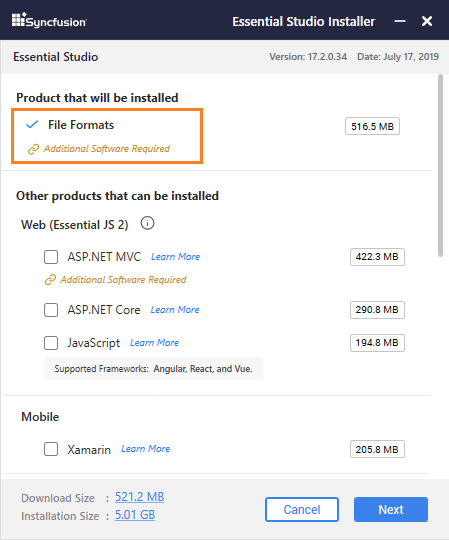 Syncfusion Essential Studio Installer
Essential Studio Version: 17.2.0.34 Date: July 17, 2019
Product that will be installed
File Formats 516.5 MB
Additional Software Required
Other products that can be installed
Web (Essential JS 2)
ASP.NET MVC Learn More 422.3 MB
Additional Software Required
ASP.NET Core Learn More 290.8 MB
JavaScript Learn More 194.8 MB
Supported Frameworks: Angular, React, and Vue.
Mobile
Xamarin Learn More 205.8 MB
Download Size : 521.2 MB
Installation Size : 5.01 GB
Cancel Next